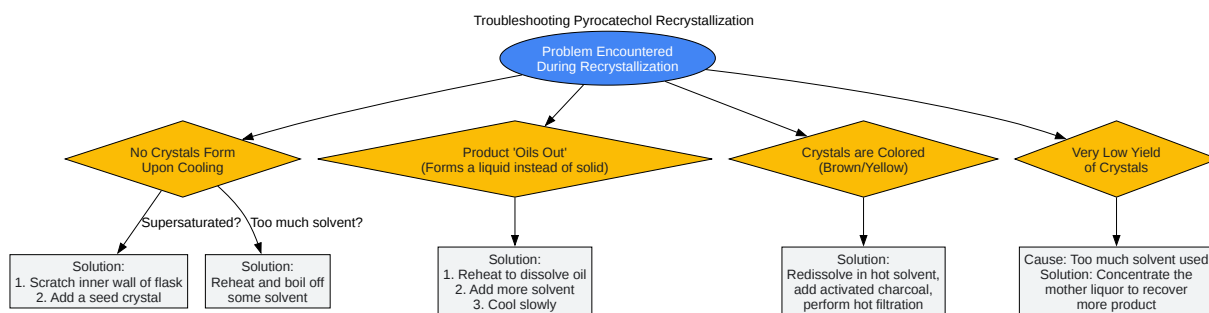 Troubleshooting Pyrocatechol Recrystallization
Problem Encountered
During Recrystallization
No Crystals Form
Upon Cooling
Product 'Oils Out'
(Forms a liquid instead of solid)
Crystals are Colored
(Brown/Yellow)
Very Low Yield
of Crystals
Supersaturated?
Too much solvent?
Solution:
1. Scratch inner wall of flask
2. Add a seed crystal
Solution:
Reheat and boil off
some solvent
Solution:
1. Reheat to dissolve oil
2. Add more solvent
3. Cool slowly
Solution:
Redissolve in hot solvent,
add activated charcoal,
perform hot filtration
Cause: Too much solvent used
Solution: Concentrate the
mother liquor to recover
more product